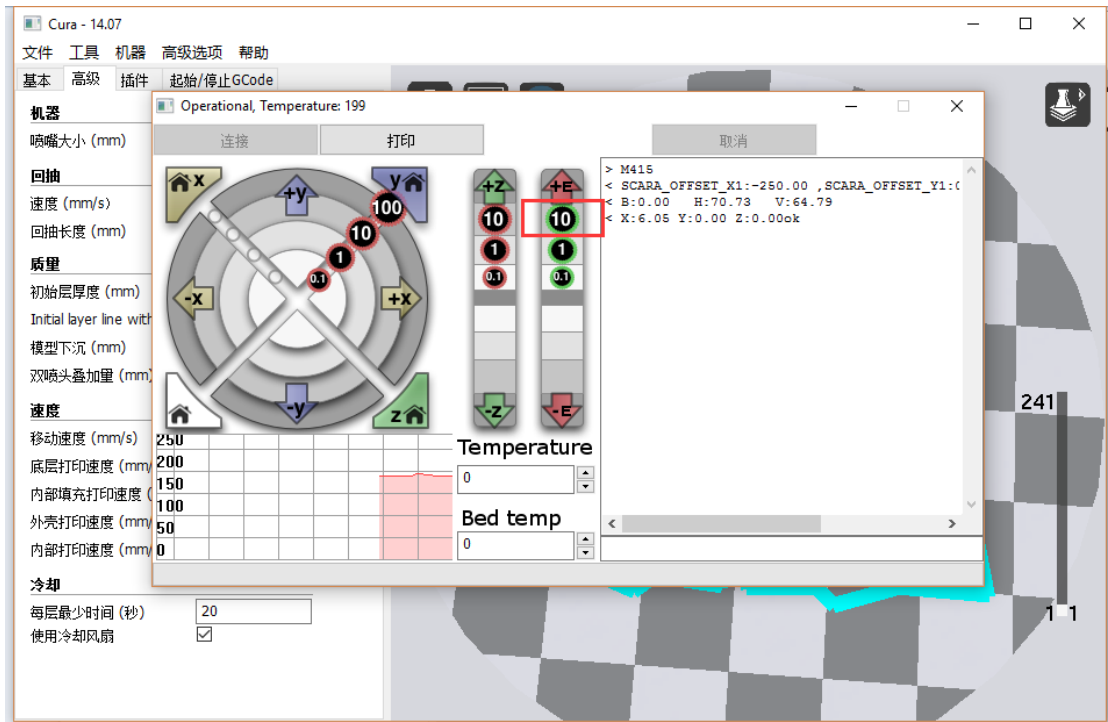 Cura - 14.07
文件 工具 机器 高级选项 帮助
基本 高级 插件 起始/停止GCode
Operational, Temperature: 199
连接 打印 取消
机器
喷嘴大小 (mm)
回抽
速度 (mm/s)
回抽长度 (mm)
质量
初始层厚度 (mm)
Initial layer line with
模型下沉 (mm)
双喷头叠加量 (mm)
速度
移动速度 (mm/s)
底层打印速度 (mm/
内部填充打印速度 (
外壳打印速度 (mm/
内部打印速度 (mm/
冷却
每层最少时间 (秒) 20
使用冷却风扇
x
y
+y
-x
+x
-y
z
100
10
1
0.1
+Z
10
1
0.1
-Z
+E
10
1
0.1
-E
250
200
150
100
50
0
Temperature
0
Bed temp
0
> M415
< SCARA_OFFSET_X1:-250.00 ,SCARA_OFFSET_Y1:(
< B:0.00 H:70.73 V:64.79
< X:6.05 Y:0.00 Z:0.00ok
241
1 1